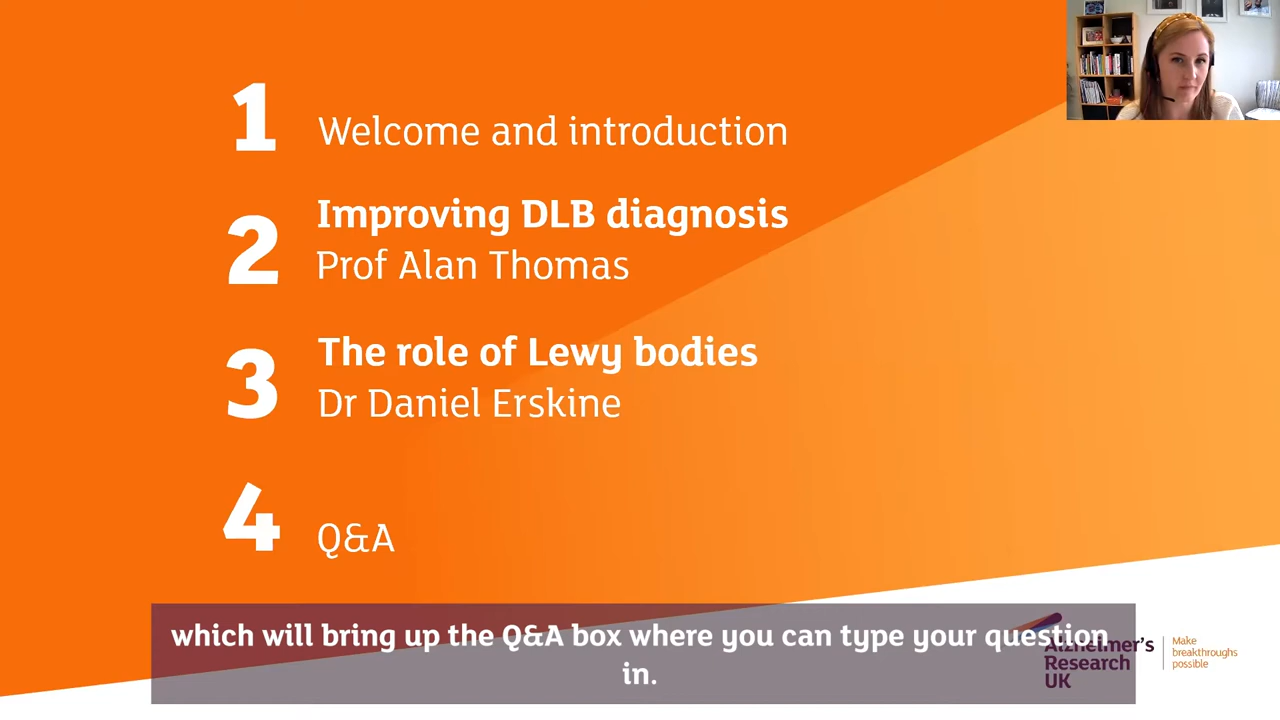 1
Welcome and introduction
2
Improving DLB diagnosis
Prof Alan Thomas
3
The role of Lewy bodies
Dr Daniel Erskine
4
Q&A
which will bring up the Q&A box where you can type your question
in.
Alzheimer's
Research
UK
Make
breakthroughs
possible